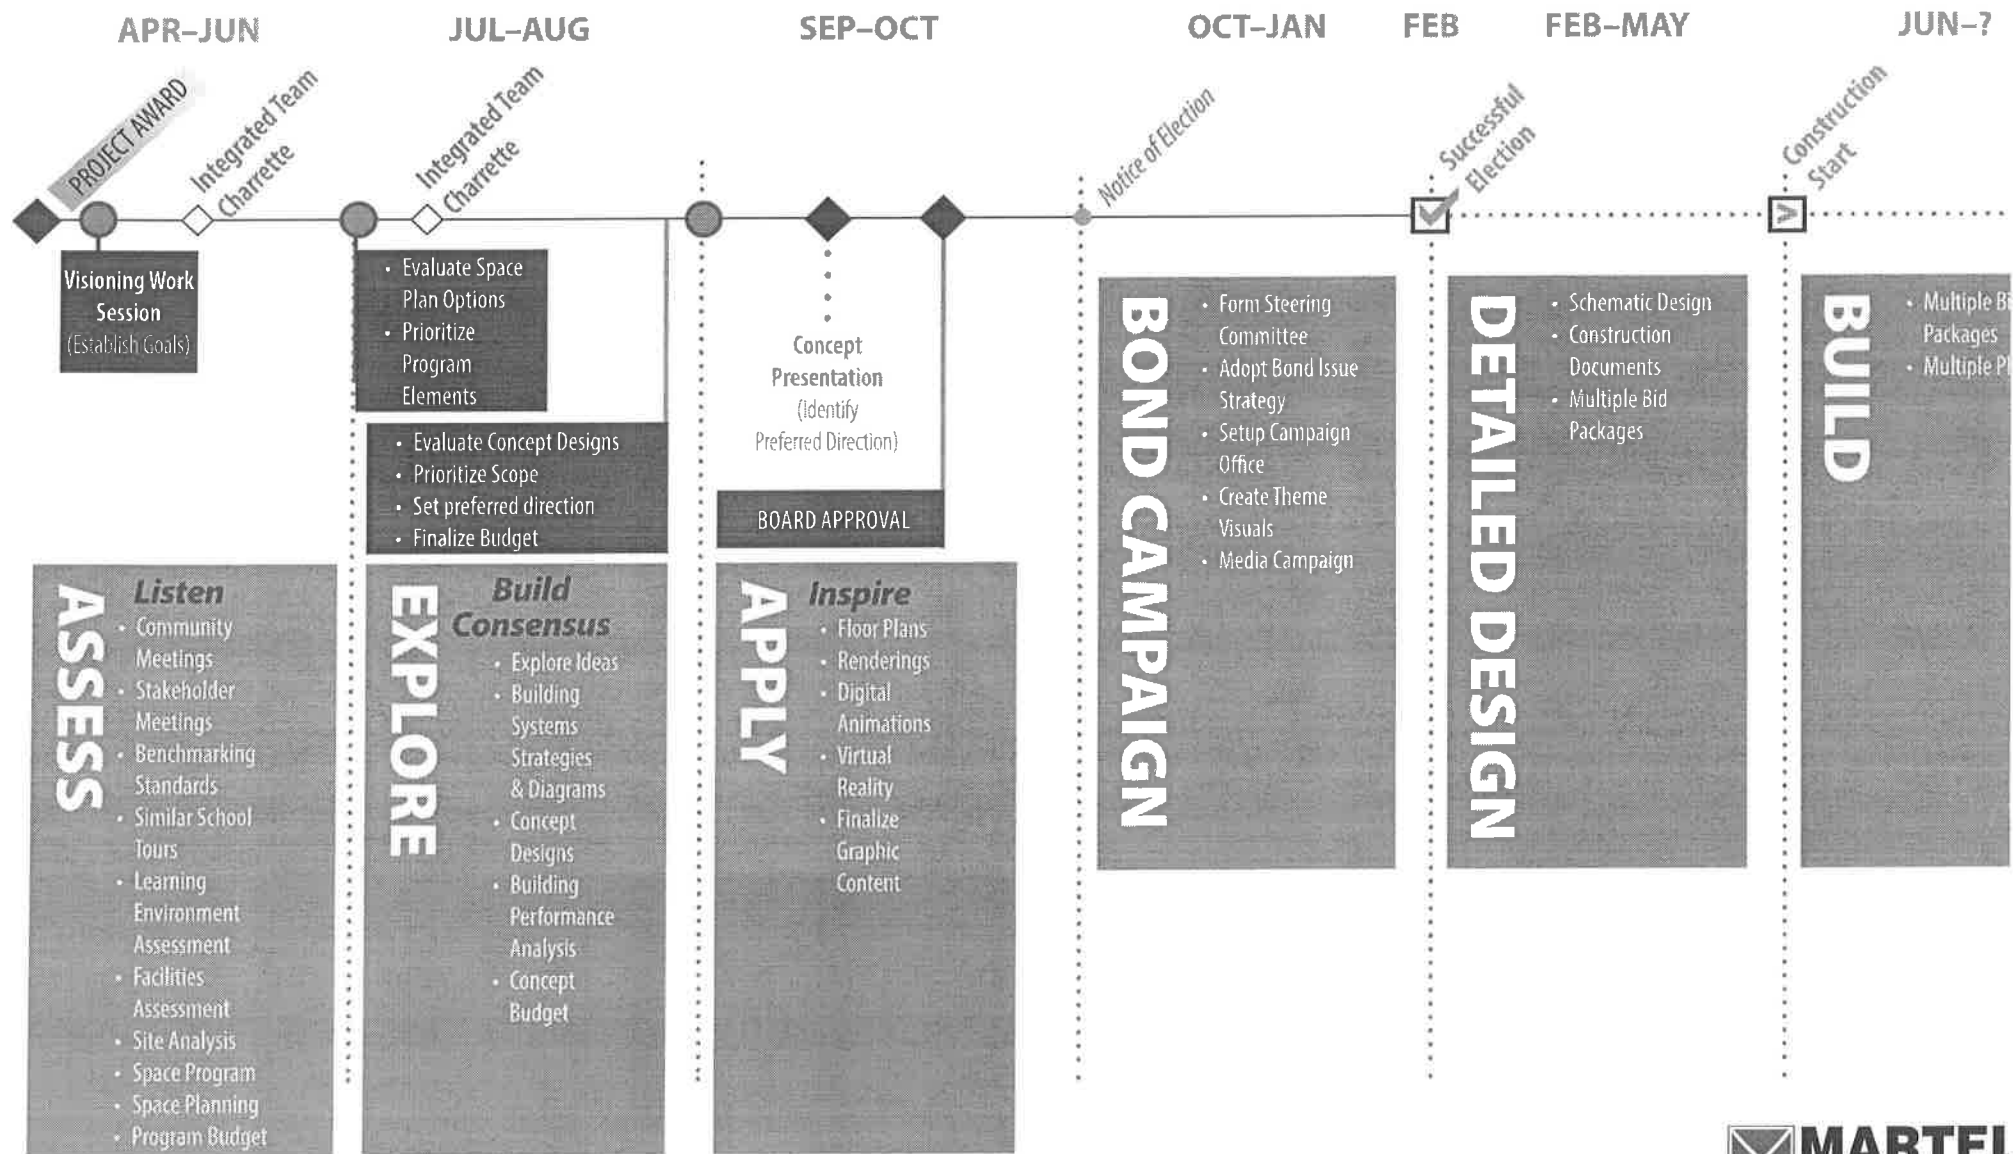 APR–JUN
JUL–AUG
SEP–OCT
OCT–JAN
FEB
FEB–MAY
JUN–?
PROJECT AWARD
Integrated Team
Charrette
Integrated Team
Charrette
Notice of Election
Successful
Election
Construction
Start
Visioning Work
Session
(Establish Goals)
• Evaluate Space
Plan Options
• Prioritize
Program
Elements
• Evaluate Concept Designs
• Prioritize Scope
• Set preferred direction
• Finalize Budget
Concept
Presentation
(Identify
Preferred Direction)
BOARD APPROVAL
ASSESS
Listen
• Community
Meetings
• Stakeholder
Meetings
• Benchmarking
Standards
• Similar School
Tours
• Learning
Environment
Assessment
• Facilities
Assessment
• Site Analysis
• Space Program
• Space Planning
• Program Budget
EXPLORE
Build
Consensus
• Explore Ideas
• Building
Systems
Strategies
& Diagrams
• Concept
Designs
• Building
Performance
Analysis
• Concept
Budget
APPLY
Inspire
• Floor Plans
• Renderings
• Digital
Animations
• Virtual
Reality
• Finalize
Graphic
Content
BOND CAMPAIGN
• Form Steering
Committee
• Adopt Bond Issue
Strategy
• Setup Campaign
Office
• Create Theme
Visuals
• Media Campaign
DETAILED DESIGN
• Schematic Design
• Construction
Documents
• Multiple Bid
Packages
BUILD
• Multiple
Packages
• Multiple
MARTEL